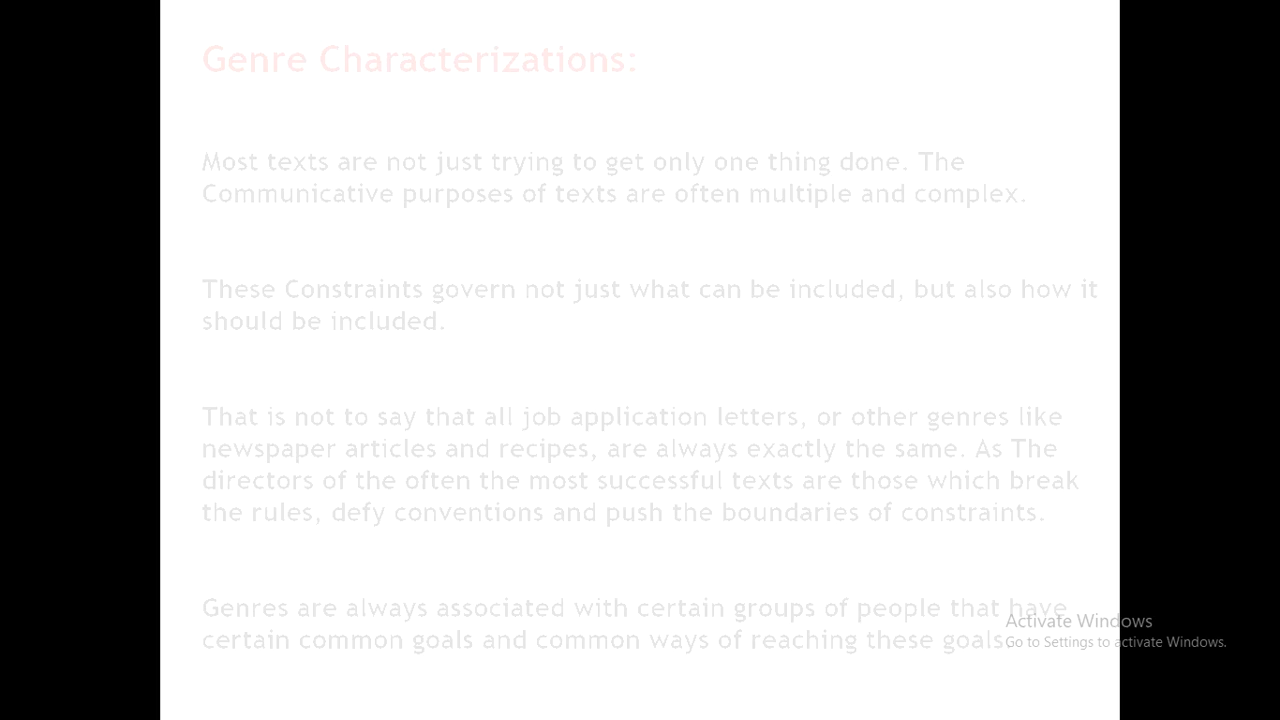 Genre Characterizations:
Most texts are not just trying to get only one thing done. The
Communicative purposes of texts are often multiple and complex.
These Constraints govern not just what can be included, but also how it
should be included.
That is not to say that all job application letters, or other genres like
newspaper articles and recipes, are always exactly the same. As The
directors of the often the most successful texts are those which break
the rules, defy conventions and push the boundaries of constraints.
Genres are always associated with certain groups of people that have
certain common goals and common ways of reaching these goals.
Activate Windows
Go to Settings to activate Windows.